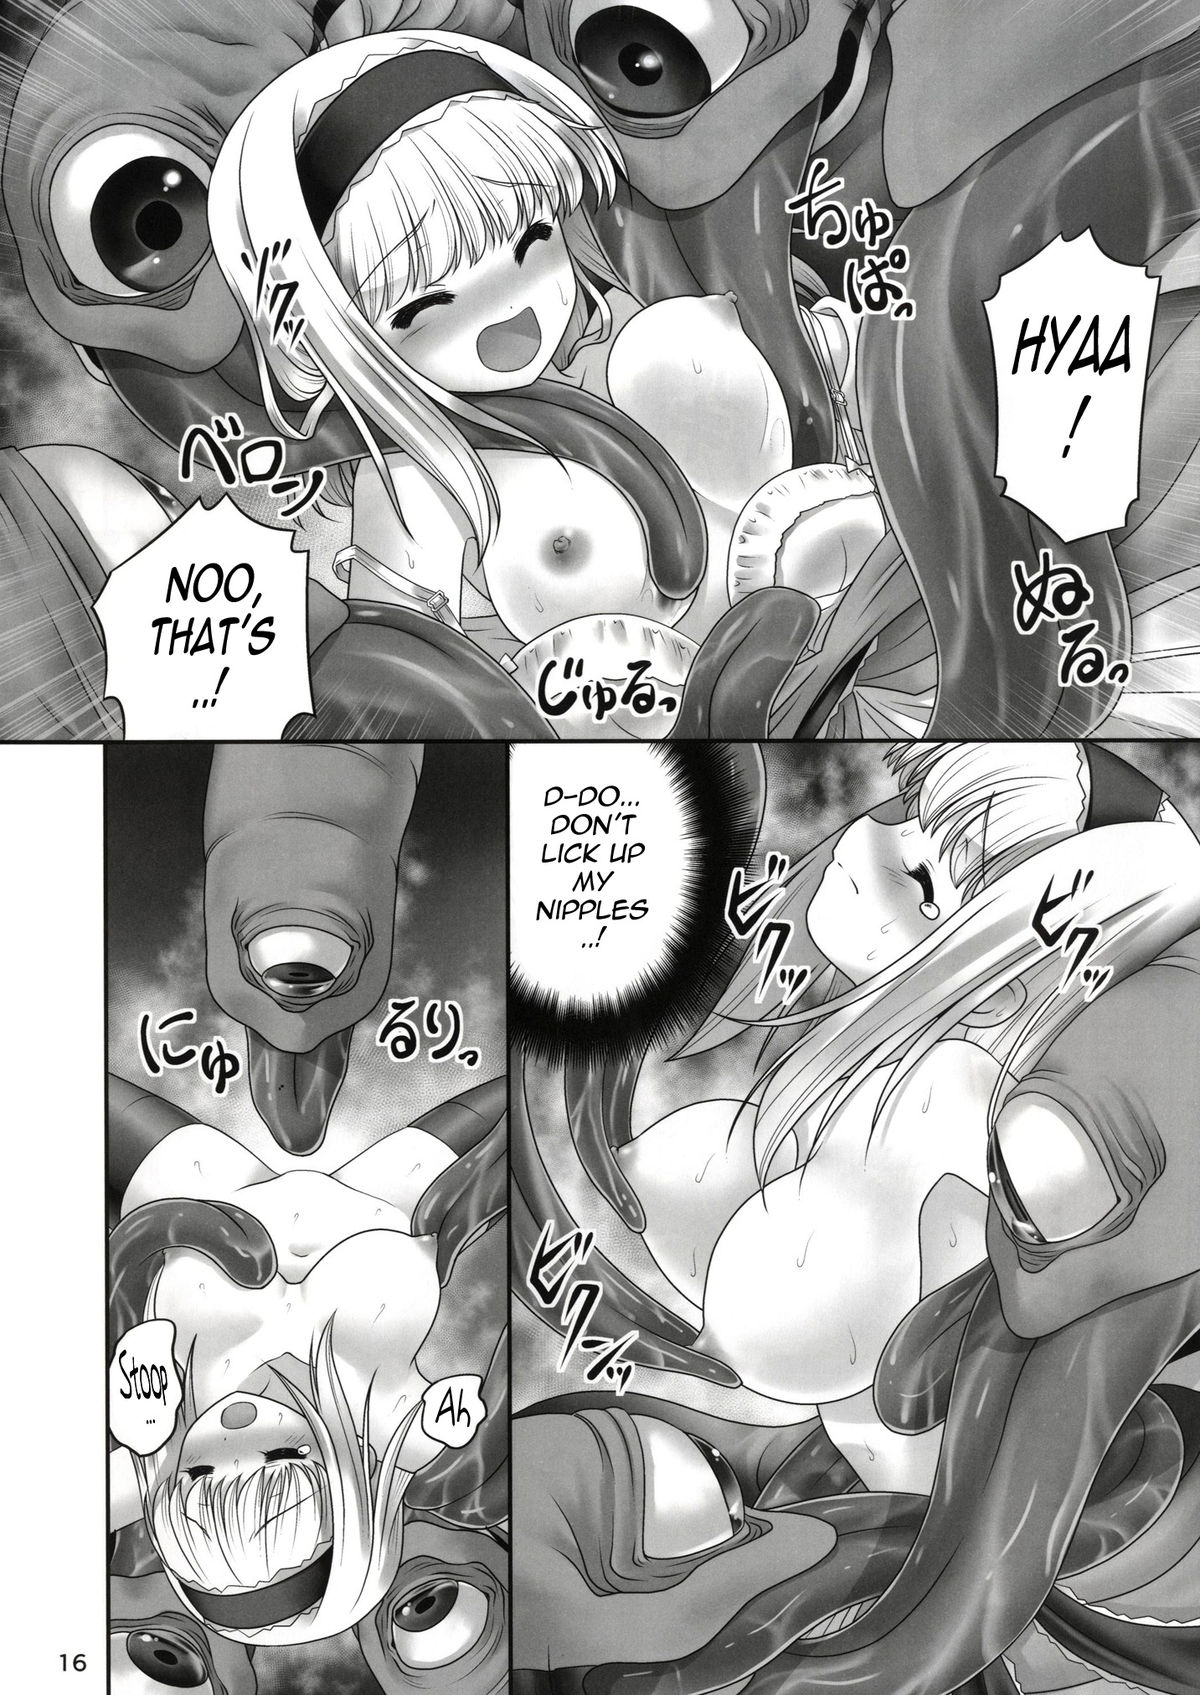 HYAA
!
ちゅ
ぱっ
ぬ
るっ
ビクッ
ベロン
じゅるっ
NOO,
THAT'S
..!
D-DO...
DON'T
LICK UP
MY
NIPPLES
..!
ビクッ
ビクッ
ビクーンッ
にゅ
るりっ
Ah
Stoop
...
16